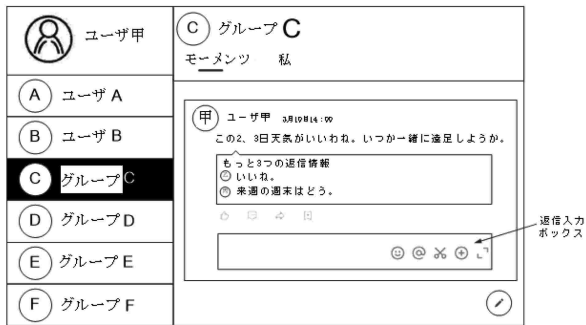 ユーザ甲
A ユーザ A
B ユーザ B
C グループC
D グループD
E グループE
F グループF
C グループC
モーメンツ 私
甲 ユーザ甲 3月19日14:00
この2、3日天気がいいわね。いつか一緒に遠足しようか。
もっと3つの返信情報
乙 いいね。
丙 来週の週末はどう。
返信入力
ボックス